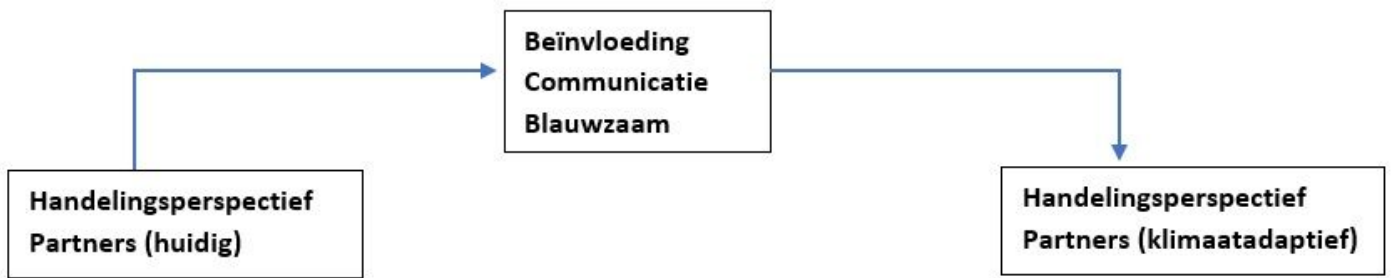 Beïnvloeding
Communicatie
Blauwzaam
Handelingsperspectief
Partners (huidig)
Handelingsperspectief
Partners (klimaatadaptief)